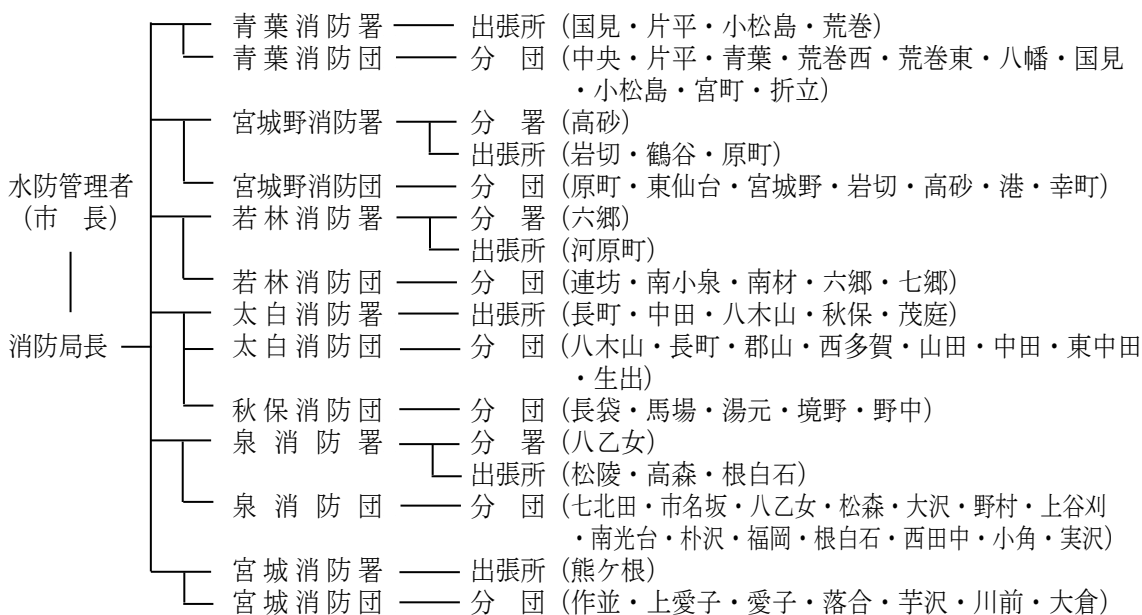 青葉消防署 出張所 (国見・片平・小松島・荒巻)
青葉消防団 分団 (中央・片平・青葉・荒巻西・荒巻東・八幡・国見
・小松島・宮町・折立)
宮城野消防署 分署 (高砂)
出張所 (岩切・鶴谷・原町)
水防管理者
宮城野消防団 分団 (原町・東仙台・宮城野・岩切・高砂・港・幸町)
(市長)
若林消防署 分署 (六郷)
出張所 (河原町)
若林消防団 分団 (連坊・南小泉・南材・六郷・七郷)
太白消防署 出張所 (長町・中田・八木山・秋保・茂庭)
消防局長
太白消防団 分団 (八木山・長町・郡山・西多賀・山田・中田・東中田
・生出)
秋保消防団 分団 (長袋・馬場・湯元・境野・野中)
泉消防署 分署 (八乙女)
出張所 (松陵・高森・根白石)
泉消防団 分団 (七北田・市名坂・八乙女・松森・大沢・野村・上谷刈
・南光台・朴沢・福岡・根白石・西田中・小角・実沢)
宮城消防署 出張所 (熊ケ根)
宮城消防団 分団 (作並・上愛子・愛子・落合・芋沢・川前・大倉)